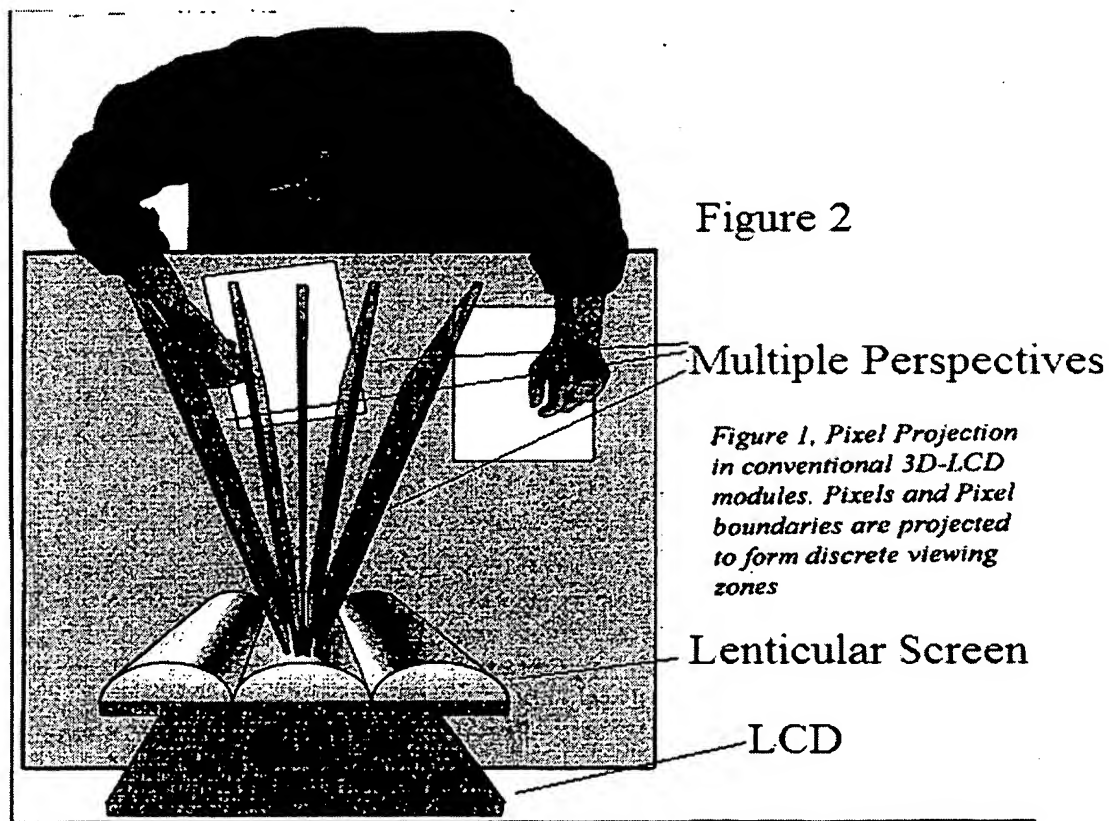 Figure 2
Multiple Perspectives
Figure 1, Pixel Projection
in conventional 3D-LCD
modules. Pixels and Pixel
boundaries are projected
to form discrete viewing
zones
Lenticular Screen
LCD